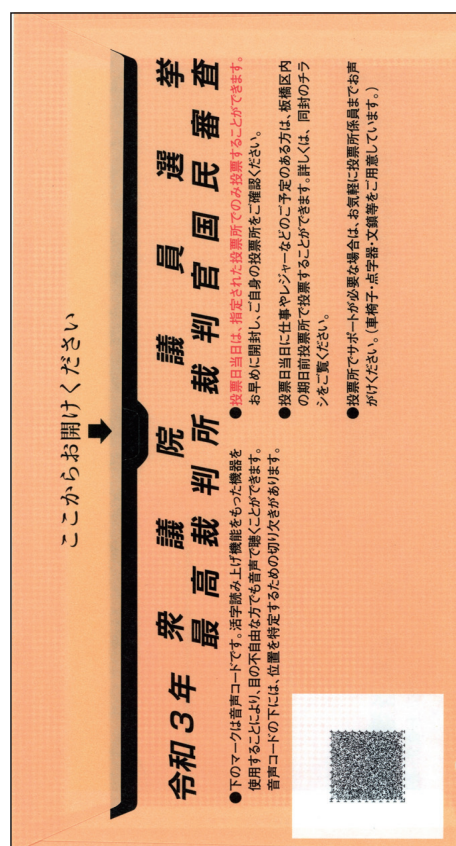 ここからお開けください
令和3年 衆議院議員選挙
最高裁判所裁判官国民審査
●下のマークは音声コードです。活字読み上げ機能をもった機器を
使用することにより、目の不自由な方でも音声で聴くことができます。
音声コードの下には、位置を特定するための切り欠きがあります。
●投票日当日は、指定された投票所でのみ投票することができます。
お早めに開封し、ご自身の投票所をご確認ください。
●投票日当日に仕事やレジャーなどのご予定のある方は、板橋区内
の期日前投票所で投票することができます。詳しくは、同封のチラ
シをご覧ください。
●投票所でサポートが必要な場合は、お気軽に投票所係員までお声
がけください。(車椅子・点字器・文鎮等をご用意しています。)